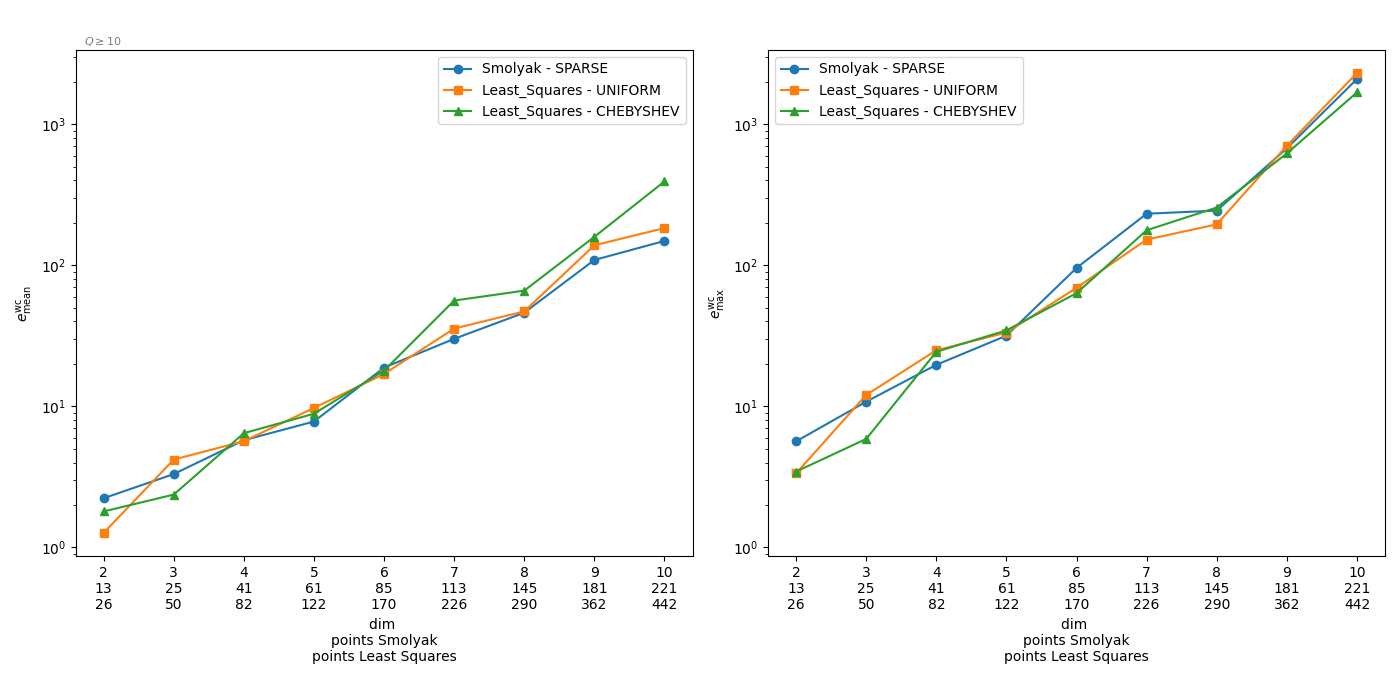 Q ≥ 10
Smolyak - SPARSE
Least_Squares - UNIFORM
Least_Squares - CHEBYSHEV
10³
10²
10¹
10⁰
e^wc_mean
2 3 4 5 6 7 8 9 10
13 25 41 61 85 113 145 181 221
26 50 82 122 170 226 290 362 442
dim
points Smolyak
points Least Squares
Smolyak - SPARSE
Least_Squares - UNIFORM
Least_Squares - CHEBYSHEV
10³
10²
10¹
10⁰
e^wc_max
2 3 4 5 6 7 8 9 10
13 25 41 61 85 113 145 181 221
26 50 82 122 170 226 290 362 442
dim
points Smolyak
points Least Squares